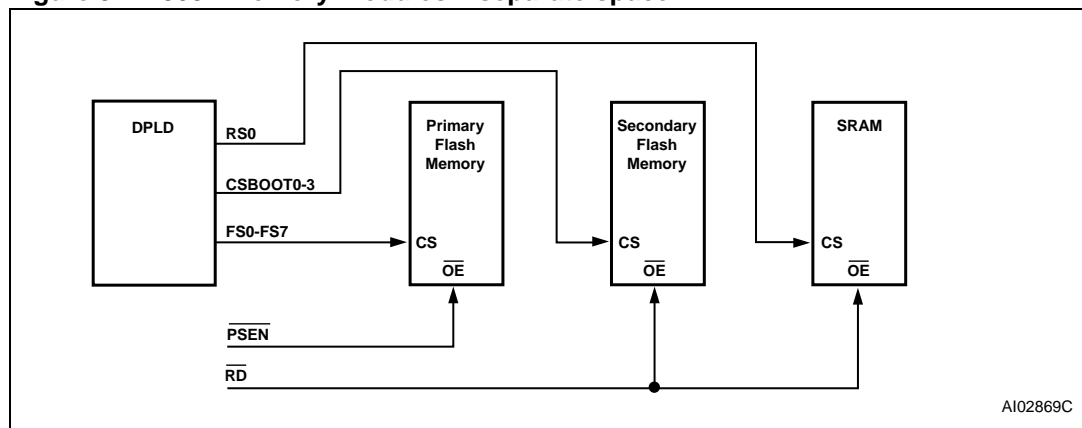 DPLD
RS0
CSBOOT0-3
FS0-FS7
Primary
Flash
Memory
CS
OE
Secondary
Flash
Memory
CS
OE
SRAM
CS
OE
PSEN
RD
AI02869C